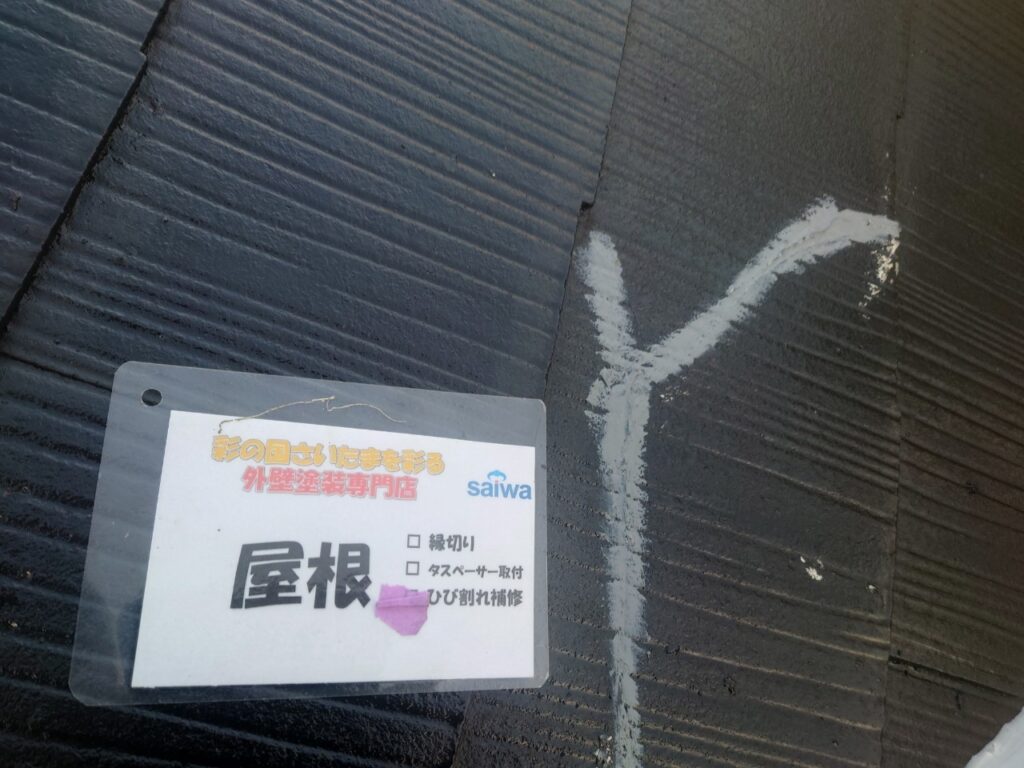 彩の国さいたまを彩る
外壁塗装専門店
saiwa
屋根
□ 縁切り
□ タスペーサー取付
ひび割れ補修